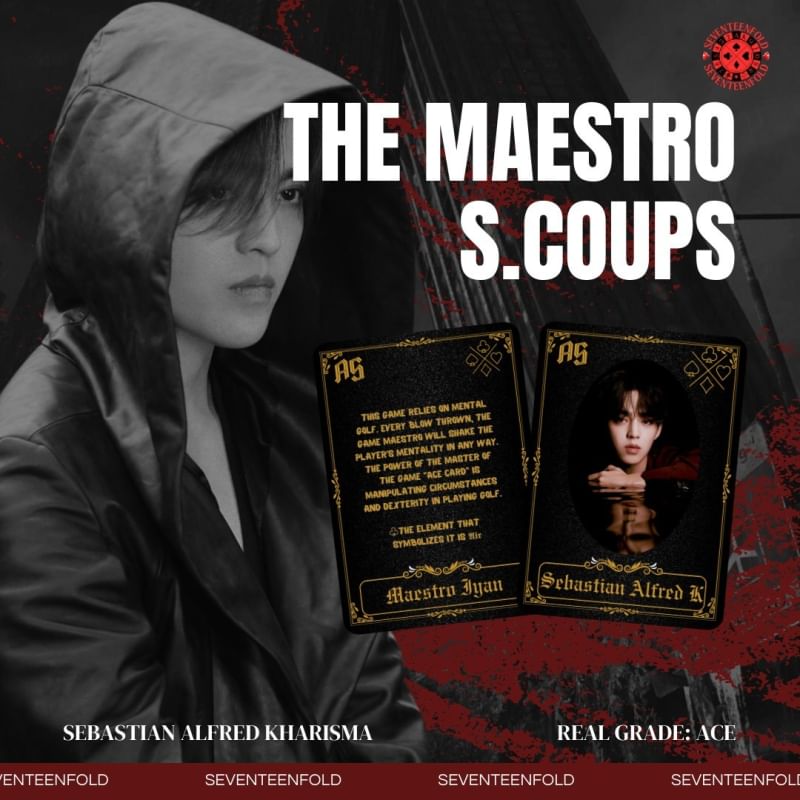 SEVENTEENFOLD
SEVENTEENFOLD
THE MAESTRO
S.COUPS
AS
THIS GAME RELIES ON MENTAL
GOLF. EVERY BLOW THROWN, THE
GAME MAESTRO WILL SHAKE THE
PLAYER'S MENTALITY IN ANY WAY.
THE POWER OF THE MASTER OF
THE GAME "ACE CARD" IS
MANIPULATING CIRCUMSTANCES
AND DEXTERITY IN PLAYING GOLF.
♧THE ELEMENT THAT
SYMBOLIZES IT IS Air
Maestro Iyan
AS
Sebastian Alfred K
SEBASTIAN ALFRED KHARISMA
REAL GRADE: ACE
VENTEENFOLD SEVENTEENFOLD SEVENTEENFOLD SEVENTEENFOLD